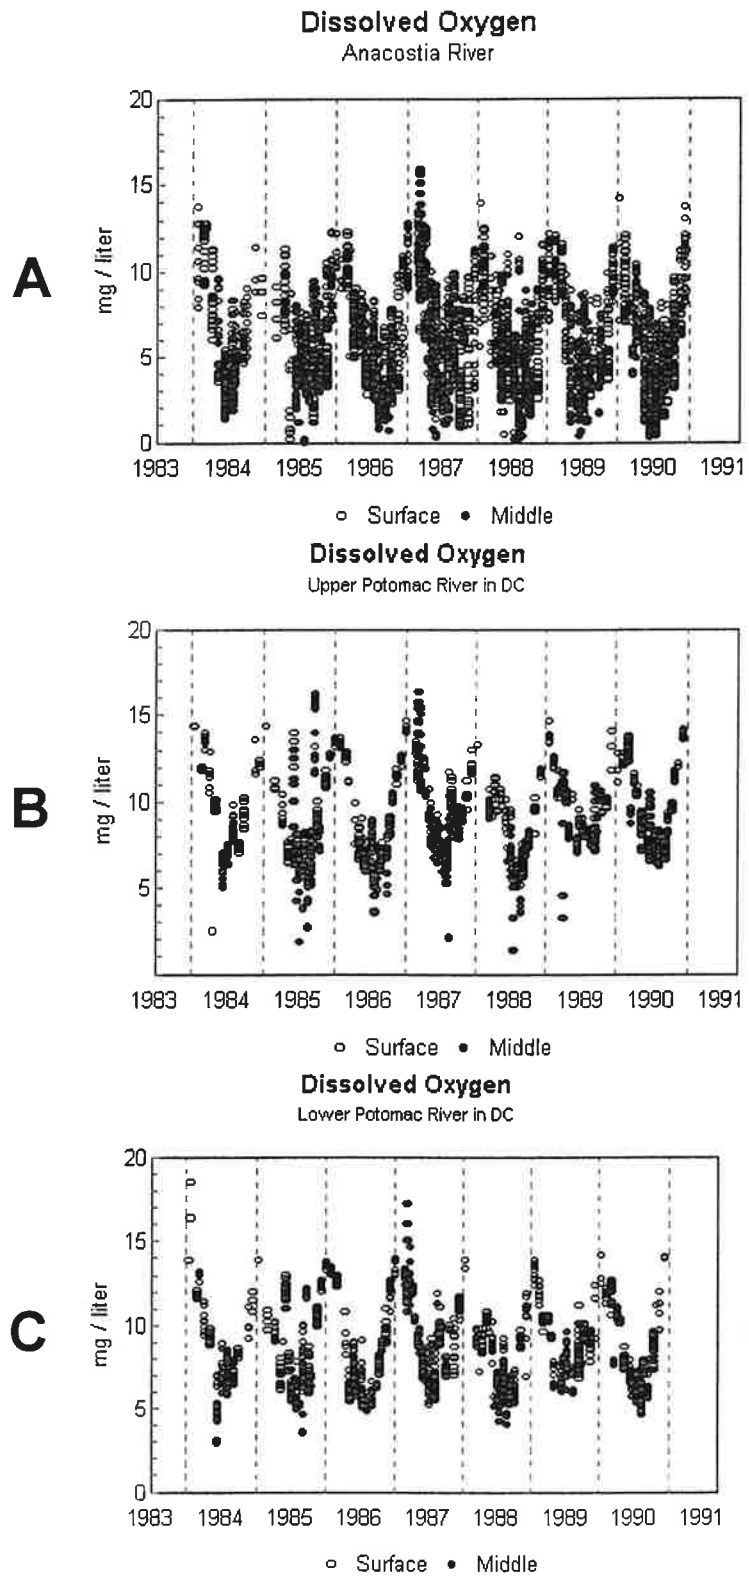 Dissolved Oxygen
Anacostia River
A
mg / liter
20
15
10
5
0
1983 1984 1985 1986 1987 1988 1989 1990 1991
Surface Middle
Dissolved Oxygen
Upper Potomac River in DC
B
mg / liter
20
15
10
5
1983 1984 1985 1986 1987 1988 1989 1990 1991
Surface Middle
Dissolved Oxygen
Lower Potomac River in DC
C
mg / liter
20
15
10
5
0
1983 1984 1985 1986 1987 1988 1989 1990 1991
Surface Middle